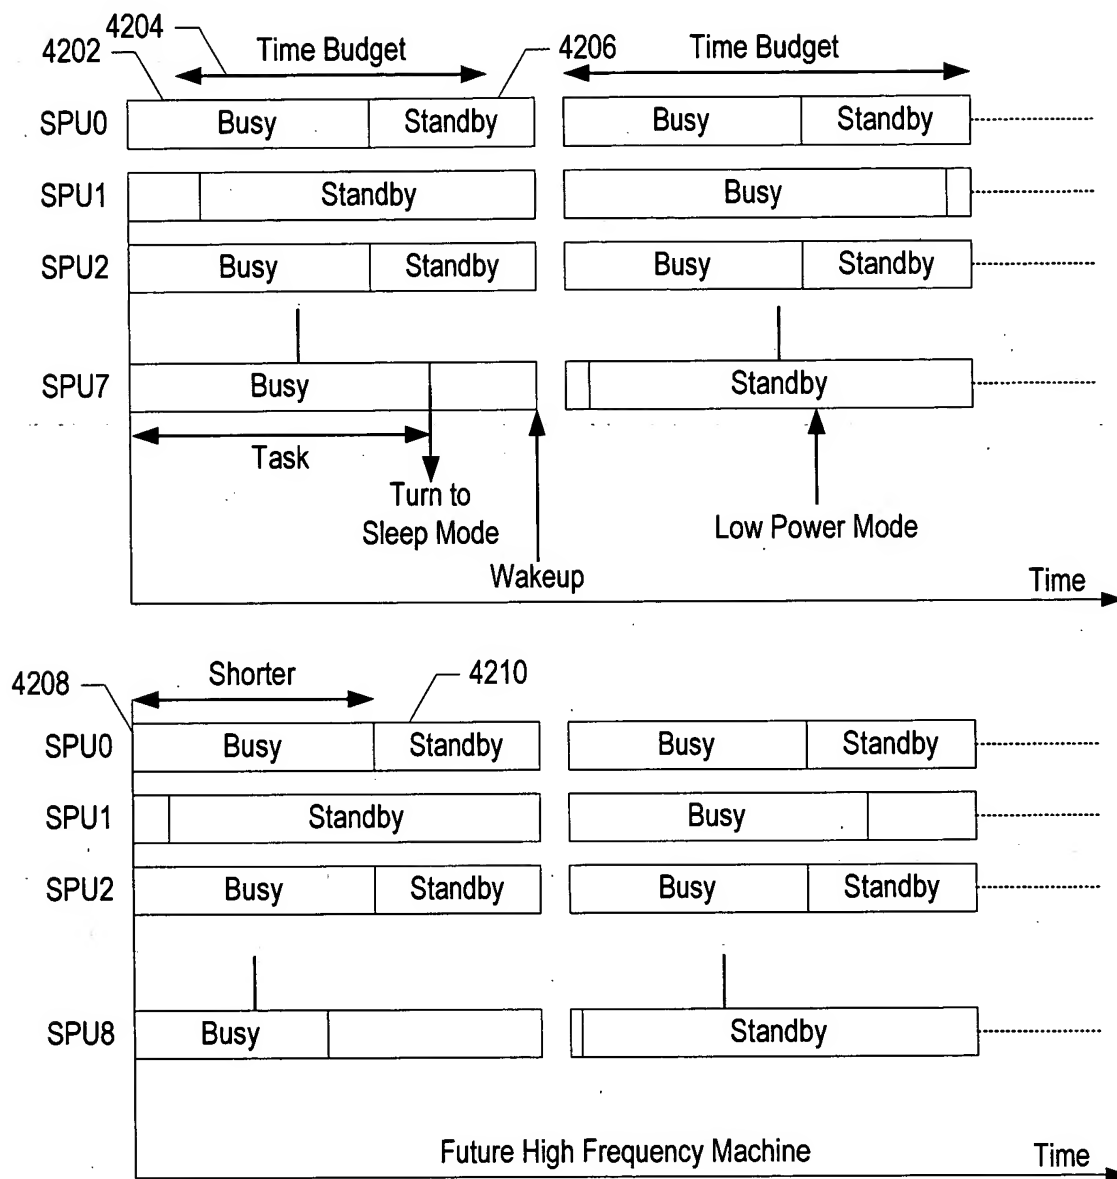 4204
4202
Time Budget
4206
Time Budget
SPU0
Busy
Standby
Busy
Standby
SPU1
Standby
Busy
SPU2
Busy
Standby
Busy
Standby
SPU7
Busy
Standby
Task
Turn to
Sleep Mode
Low Power Mode
Wakeup
Time
4208
Shorter
4210
SPU0
Busy
Standby
Busy
Standby
SPU1
Standby
Busy
SPU2
Busy
Standby
Busy
Standby
SPU8
Busy
Standby
Future High Frequency Machine
Time